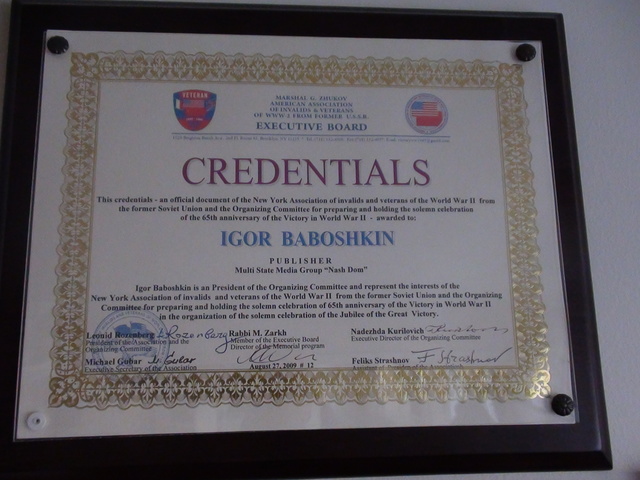 VETERAN
MARSHAL G. ZHUKOV
AMERICAN ASSOCIATION
OF INVALIDS & VETERANS
OF WWW 2 FROM FORMER U.S.S.R.
EXECUTIVE BOARD
CREDENTIALS
This credentials - an official document of the New York Association of invalids and veterans of the World War II from
the former Soviet Union and the Organizing Committee for preparing and holding the solemn celebration
of the 65th anniversary of the Victory in World War II - awarded to:
IGOR BABOSHKIN
PUBLISHER
Multi State Media Group "Nash Dom"
Igor Baboshkin is an President of the Organizing Committee and represent the interests of the
New York Association of invalids and veterans of the World War II from the former Soviet Union and the Organizing
Committee for preparing and holding the solemn celebration of 65th anniversary of the Victory in World War II
in the organization of the solemn celebration of the Jubilee of the Great Victory.
Leonid Rozenberg L Rozenberg Rabbi M. Zarkh Nadezhda Kurilovich
President of the Association and the Member of the Executive Board Executive Director of the Organizing Committee
Organizing Committee Director of the Memorial program
Michael Gubar Feliks Strashnov F Strashnov
Executive Secretary of the Association August 27, 2009 # 12